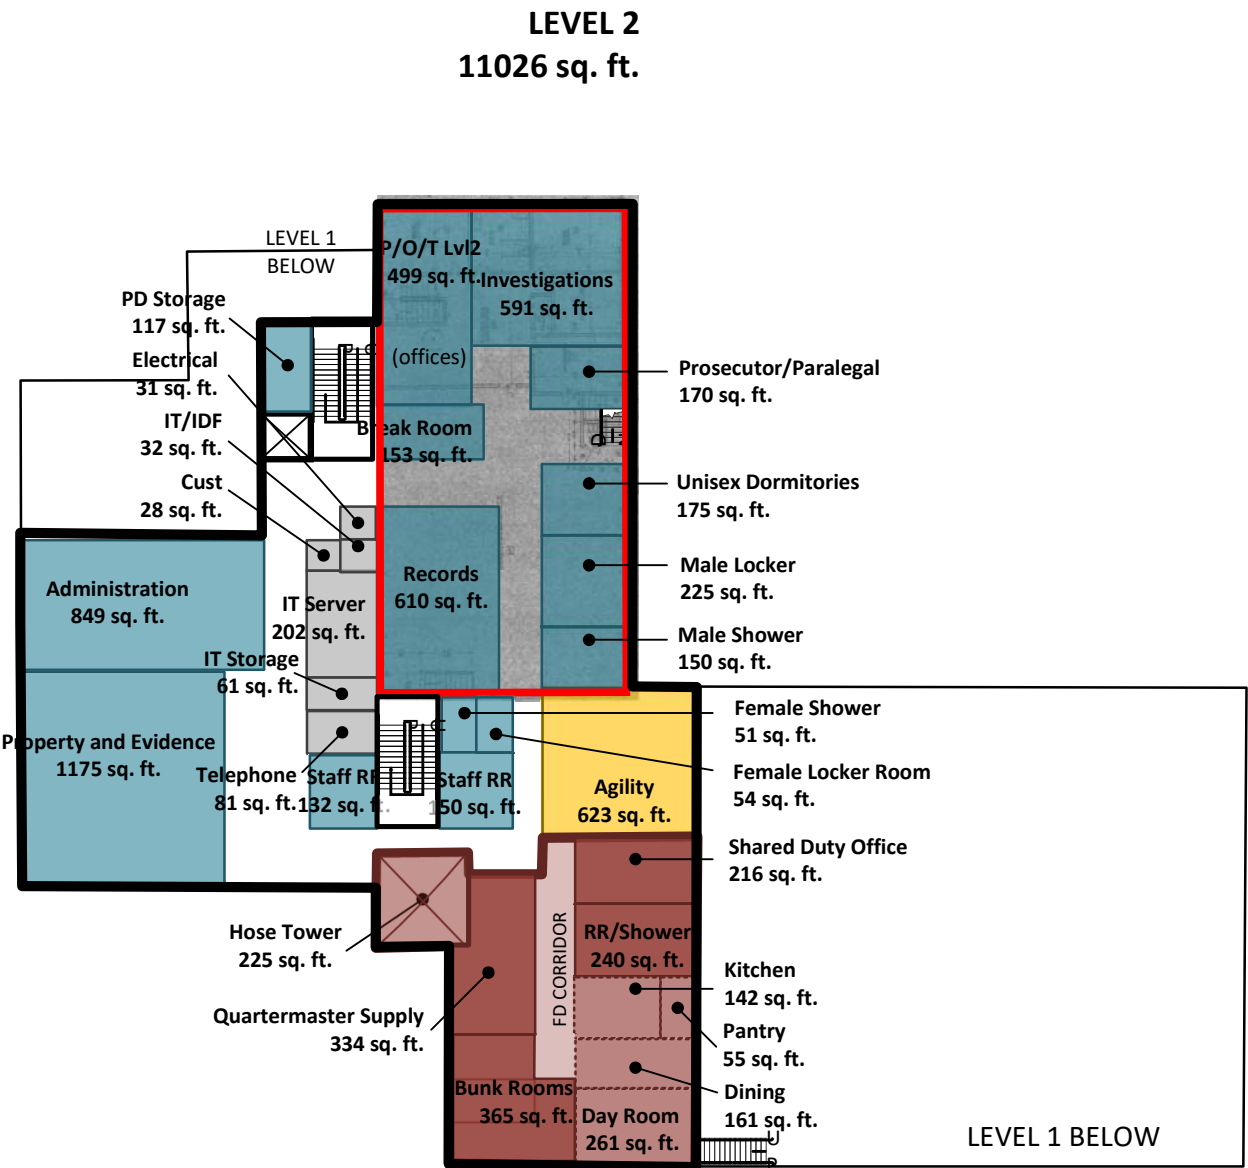 LEVEL 2
11026 sq. ft.
LEVEL 1
BELOW
P/O/T Lvl2
499 sq. ft.
(offices)
Investigations
591 sq. ft.
PD Storage
117 sq. ft.
Electrical
31 sq. ft.
IT/IDF
32 sq. ft.
Cust
28 sq. ft.
Break Room
153 sq. ft.
Prosecutor/Paralegal
170 sq. ft.
Unisex Dormitories
175 sq. ft.
Male Locker
225 sq. ft.
Male Shower
150 sq. ft.
Administration
849 sq. ft.
IT Server
202 sq. ft.
Records
610 sq. ft.
IT Storage
61 sq. ft.
Property and Evidence
1175 sq. ft.
Telephone
81 sq. ft.
Staff RR
132 sq. ft.
Staff RR
150 sq. ft.
Female Shower
51 sq. ft.
Female Locker Room
54 sq. ft.
Agility
623 sq. ft.
Shared Duty Office
216 sq. ft.
Hose Tower
225 sq. ft.
FD CORRIDOR
RR/Shower
240 sq. ft.
Kitchen
142 sq. ft.
Quartermaster Supply
334 sq. ft.
Pantry
55 sq. ft.
Dining
161 sq. ft.
Bunk Rooms
365 sq. ft.
Day Room
261 sq. ft.
LEVEL 1 BELOW